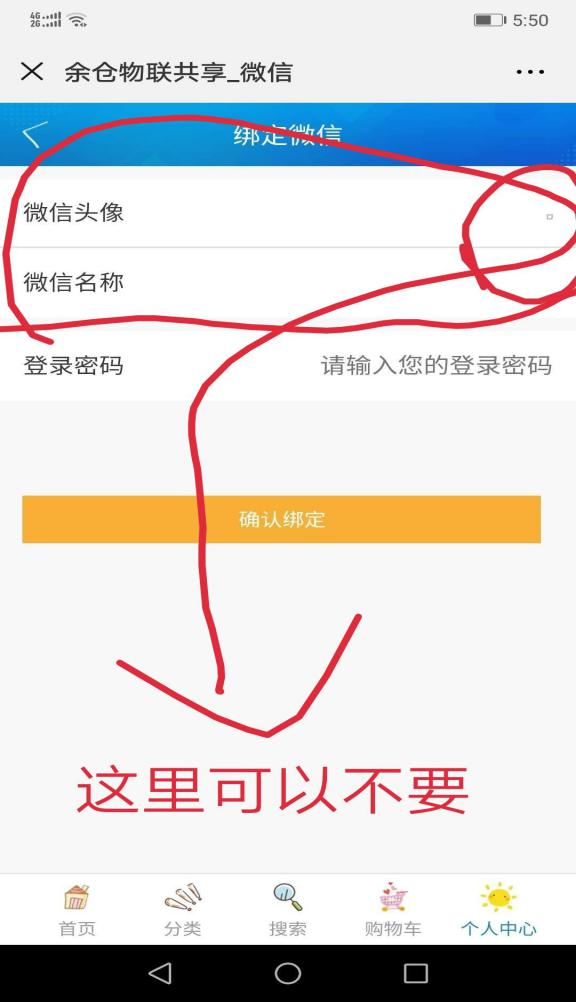 4G
2G
5:50
余仓物联共享_微信
绑定微信
微信头像
微信名称
登录密码 请输入您的登录密码
确认绑定
这里可以不要
首页 分类 搜索 购物车 个人中心